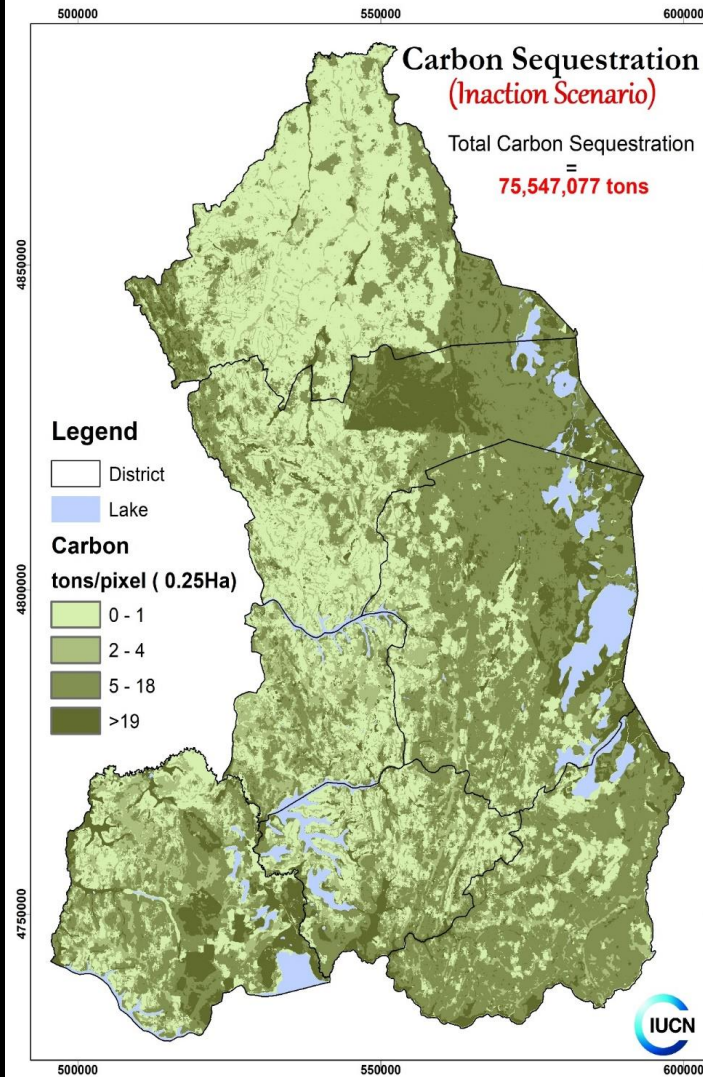 500000 550000 600000
Carbon Sequestration
(Inaction Scenario)
Total Carbon Sequestration
=
75,547,077 tons
4850000
Legend
District
Lake
Carbon
tons/pixel ( 0.25Ha)
0 - 1
2 - 4
5 - 18
>19
4800000
4750000
IUCN
500000 550000 600000